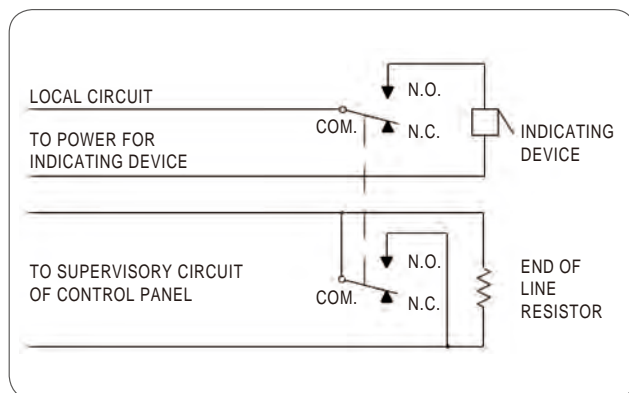 LOCAL CIRCUIT
TO POWER FOR
INDICATING DEVICE
COM.
N.O.
N.C.
INDICATING
DEVICE
TO SUPERVISORY CIRCUIT
OF CONTROL PANEL
COM.
N.O.
N.C.
END OF
LINE
RESISTOR